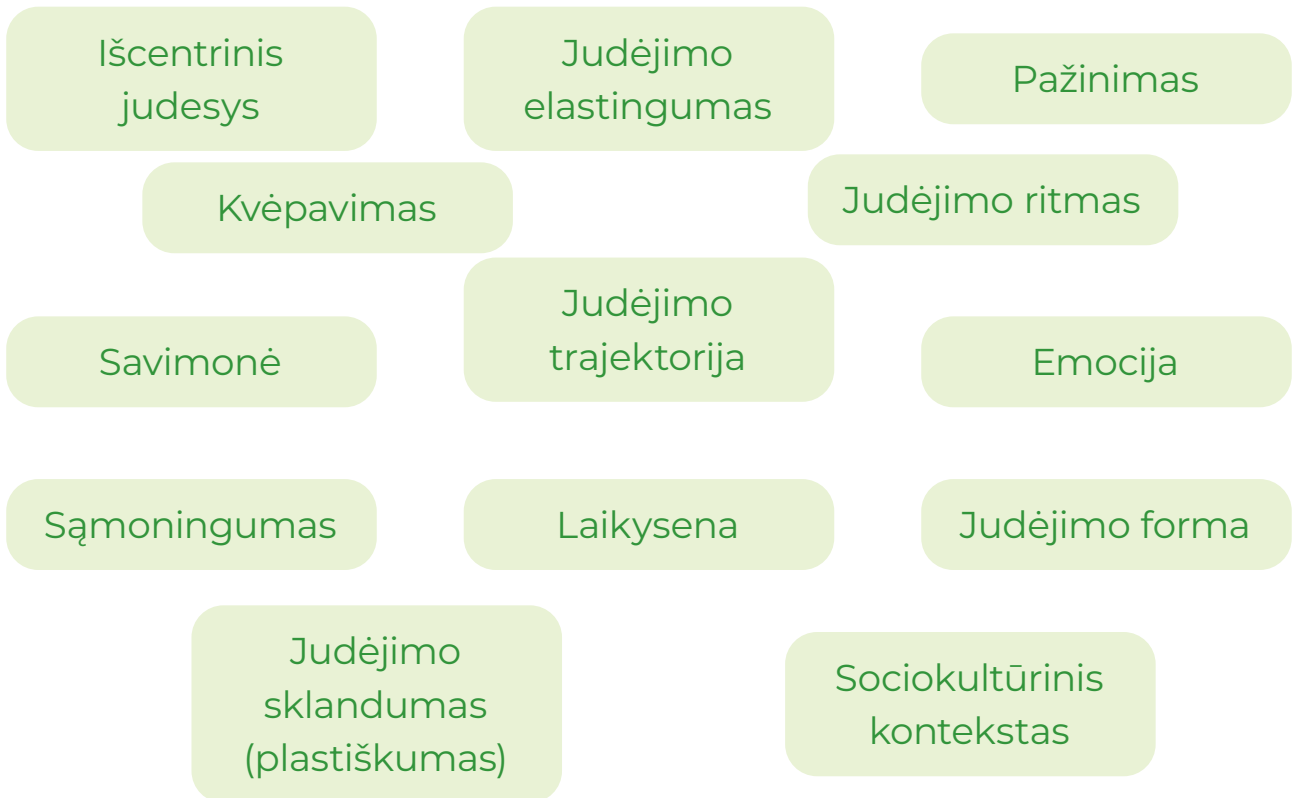 Išcentrinis
judesys
Judėjimo
elastingumas
Pažinimas
Kvėpavimas
Judėjimo ritmas
Judėjimo
trajektorija
Savimonė
Emocija
Sąmoningumas
Laikysena
Judėjimo forma
Judėjimo
sklandumas
(plastiškumas)
Sociokultūrinis
kontekstas